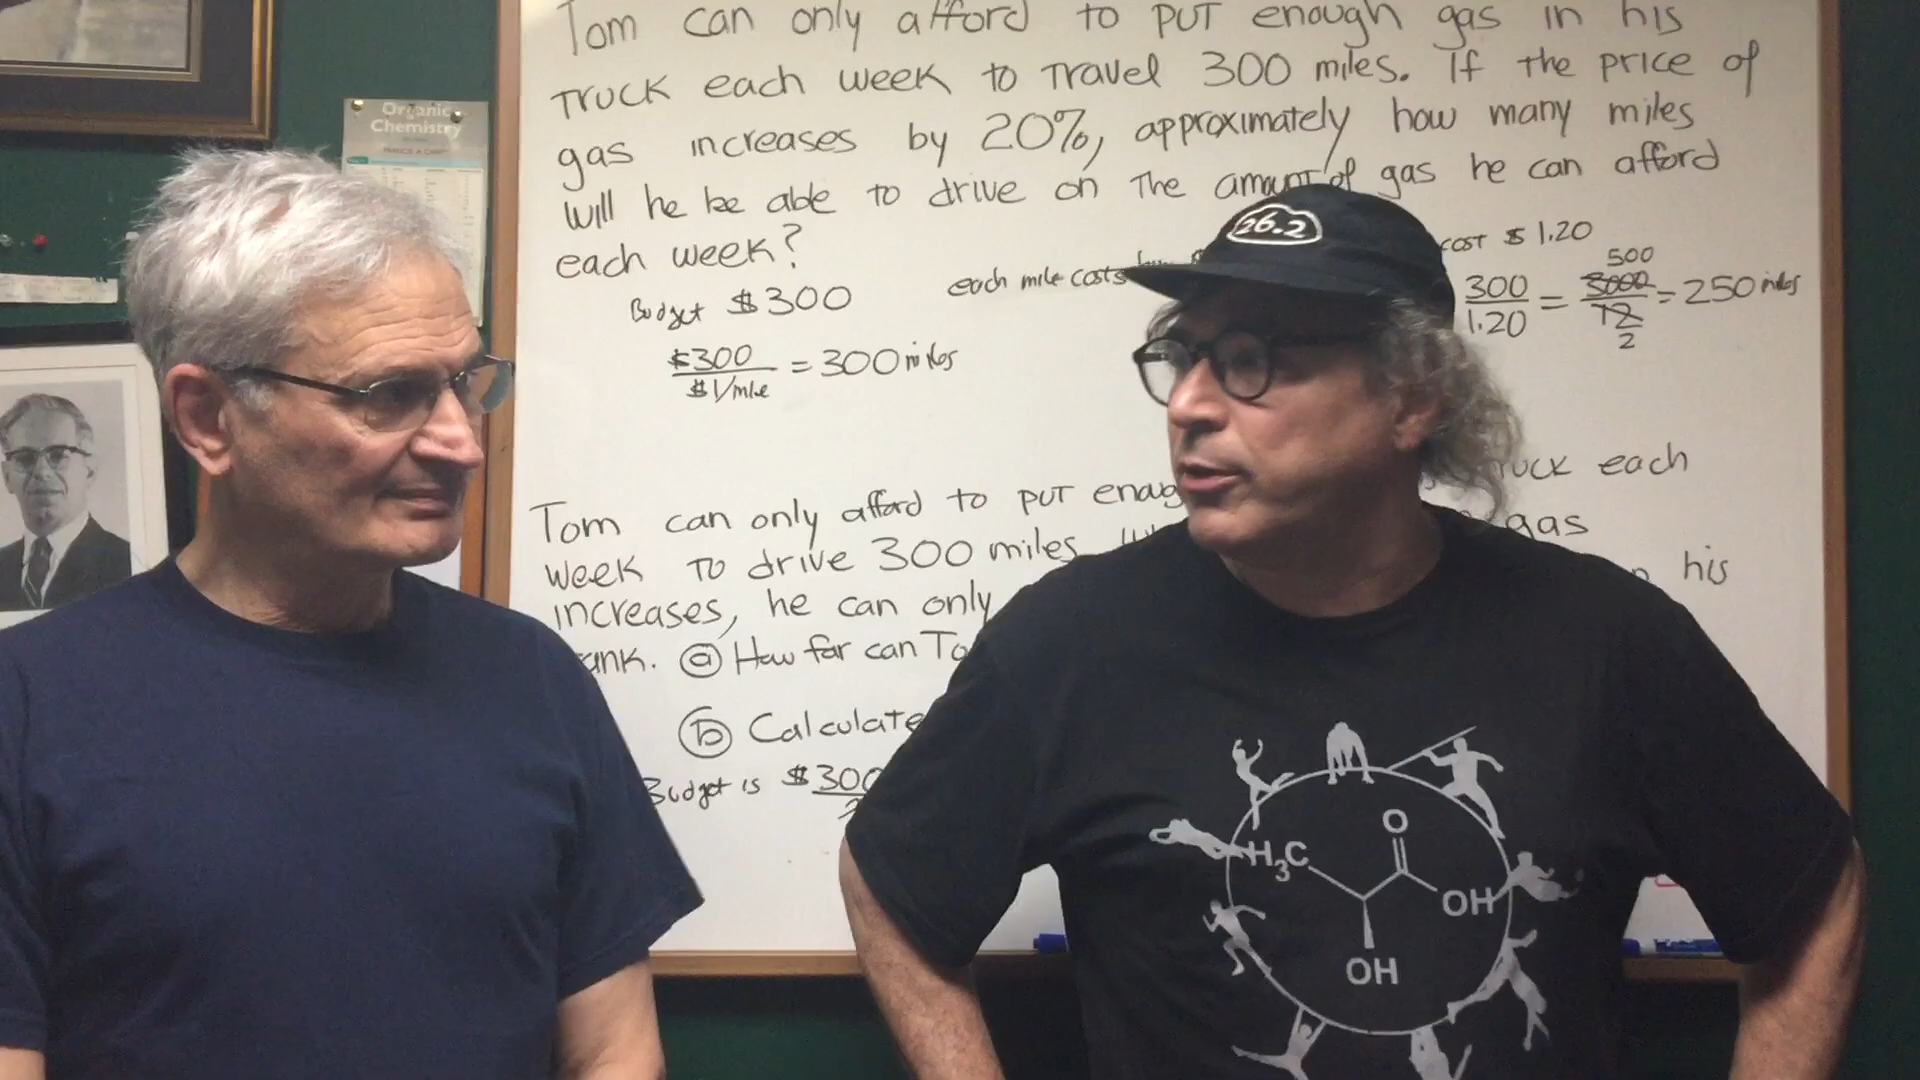 Tom can only afford to put enough gas in his
truck each week to travel 300 miles. If the price of
gas increases by 20%, approximately how many miles
will he be able to drive on the amount of gas he can afford
each week?
Organic
Chemistry
26.2
each mile costs
cost $ 1.20
Budget $300
300/1.20 = 3000/12 = 250 miles
500
2
$300/$1/mile = 300 miles
Tom can only afford to put enoug
ruck each
week to drive 300 miles
gas
increases, he can only
his
ank. ⓐ How far can To
ⓑ Calculate
Budget is $300
H3C
O
OH
OH